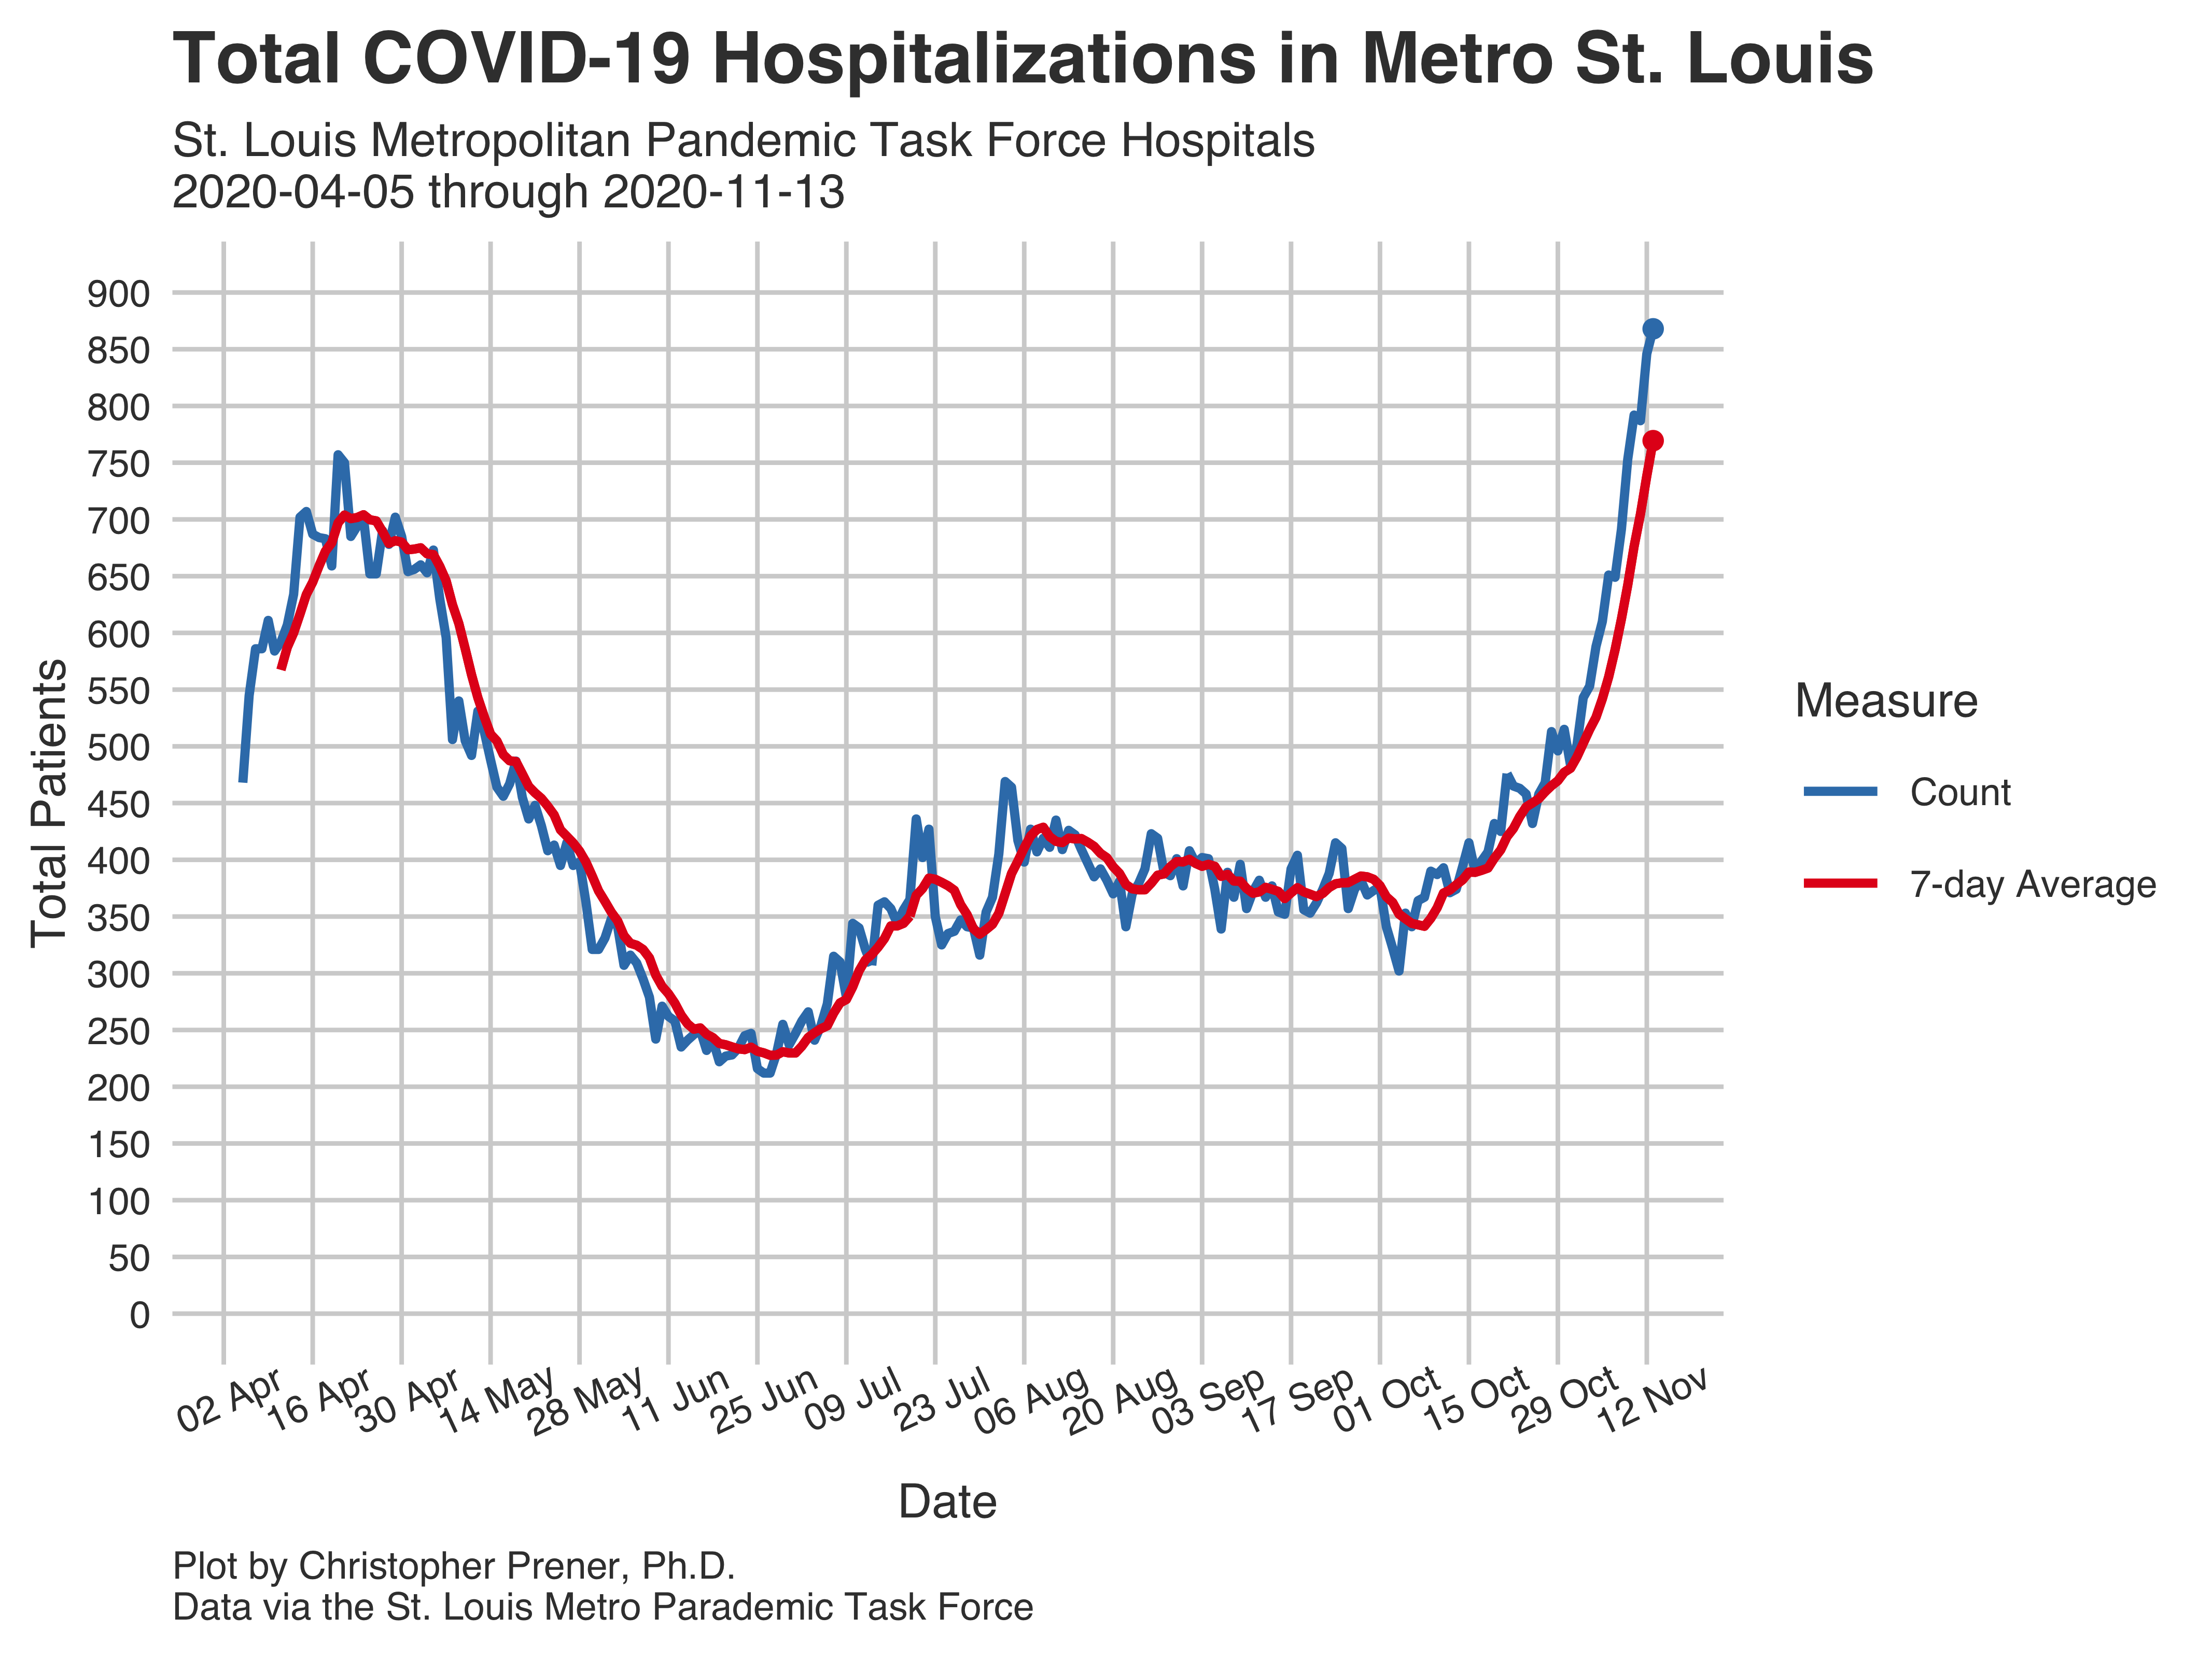 Total COVID-19 Hospitalizations in Metro St. Louis
St. Louis Metropolitan Pandemic Task Force Hospitals
2020-04-05 through 2020-11-13
900
850
800
750
700
650
600
550
500
450
400
350
300
250
200
150
100
50
0
Total Patients
02 Apr
16 Apr
30 Apr
14 May
28 May
11 Jun
25 Jun
09 Jul
23 Jul
06 Aug
20 Aug
03 Sep
17 Sep
01 Oct
15 Oct
29 Oct
12 Nov
Date
Measure
Count
7-day Average
Plot by Christopher Prener, Ph.D.
Data via the St. Louis Metro Parademic Task Force